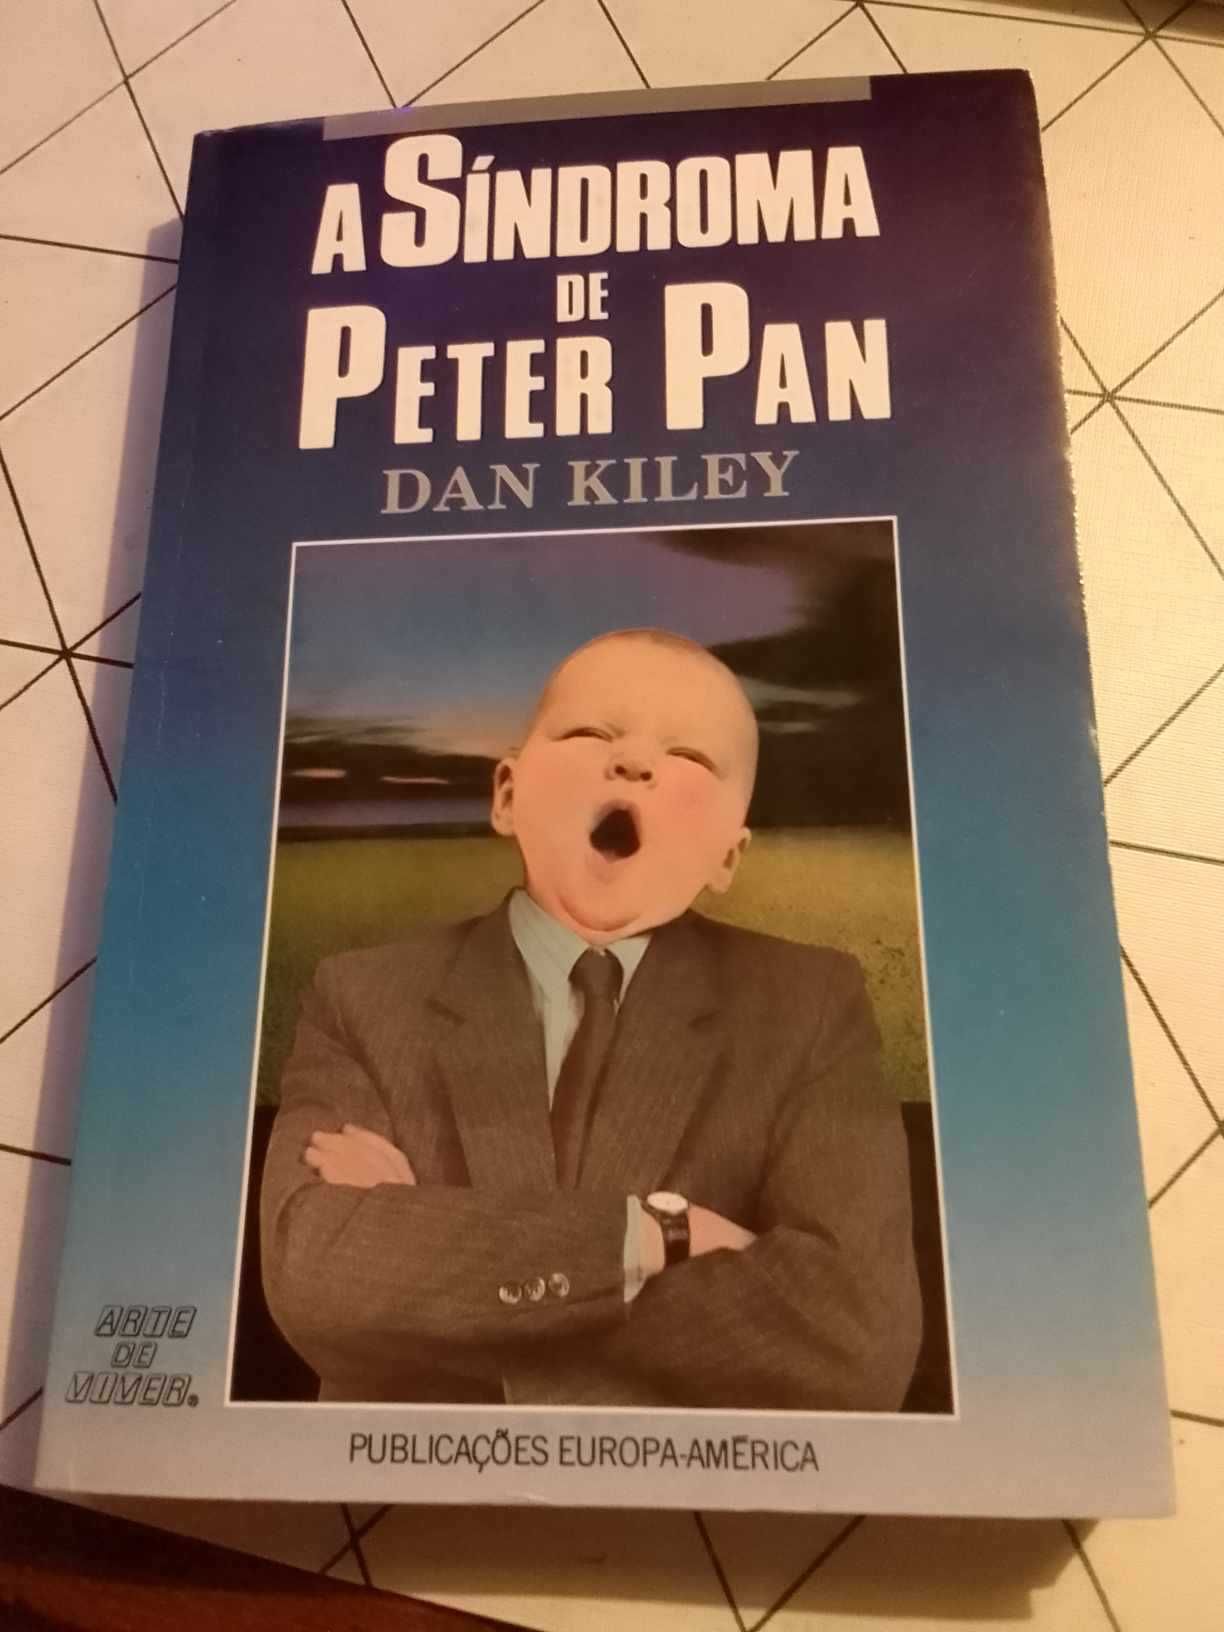 A SÍNDROMA
DE
PETER PAN
DAN KILEY
ARTE
DE
VIVER®
PUBLICAÇÕES EUROPA-AMÉRICA